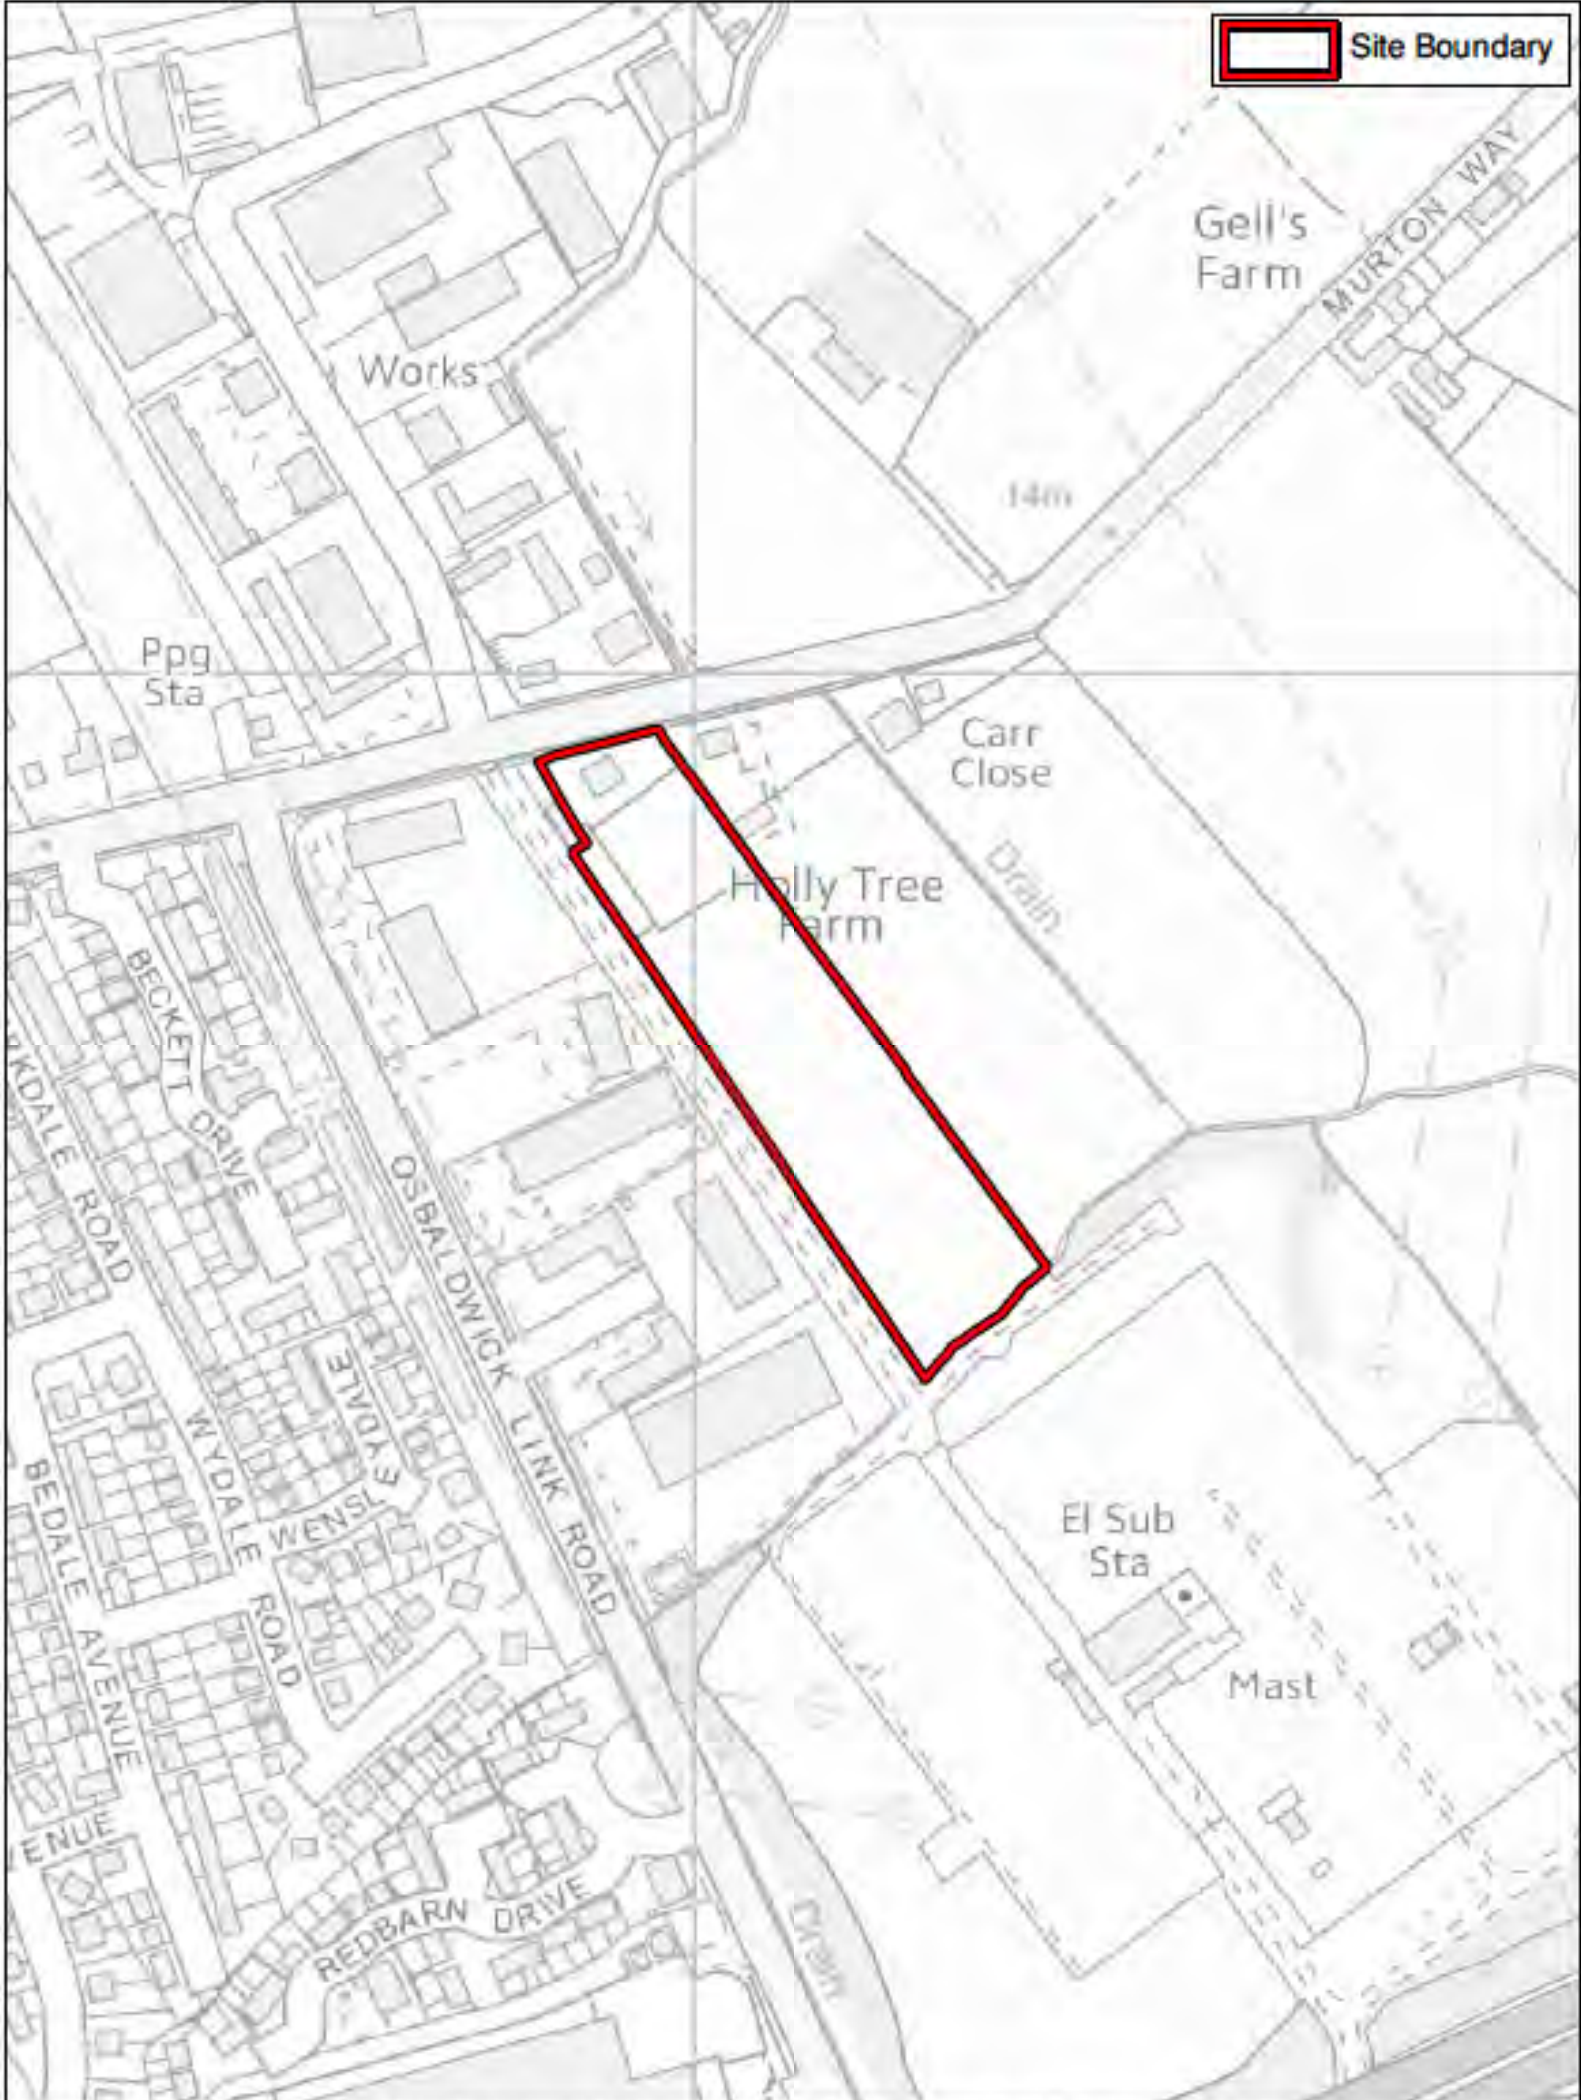 Site Boundary
MURTON WAY
Gell's
Farm
Works
14m
Ppg
Sta
Carr
Close
Holly Tree
Farm
Drain
BECKETT DRIVE
KDALE ROAD
OSBALDWICK LINK ROAD
WENSLEYDALE
WYDALE ROAD
BEDALE AVENUE
El Sub
Sta
Mast
ENUE
REDBARN DRIVE
Drain